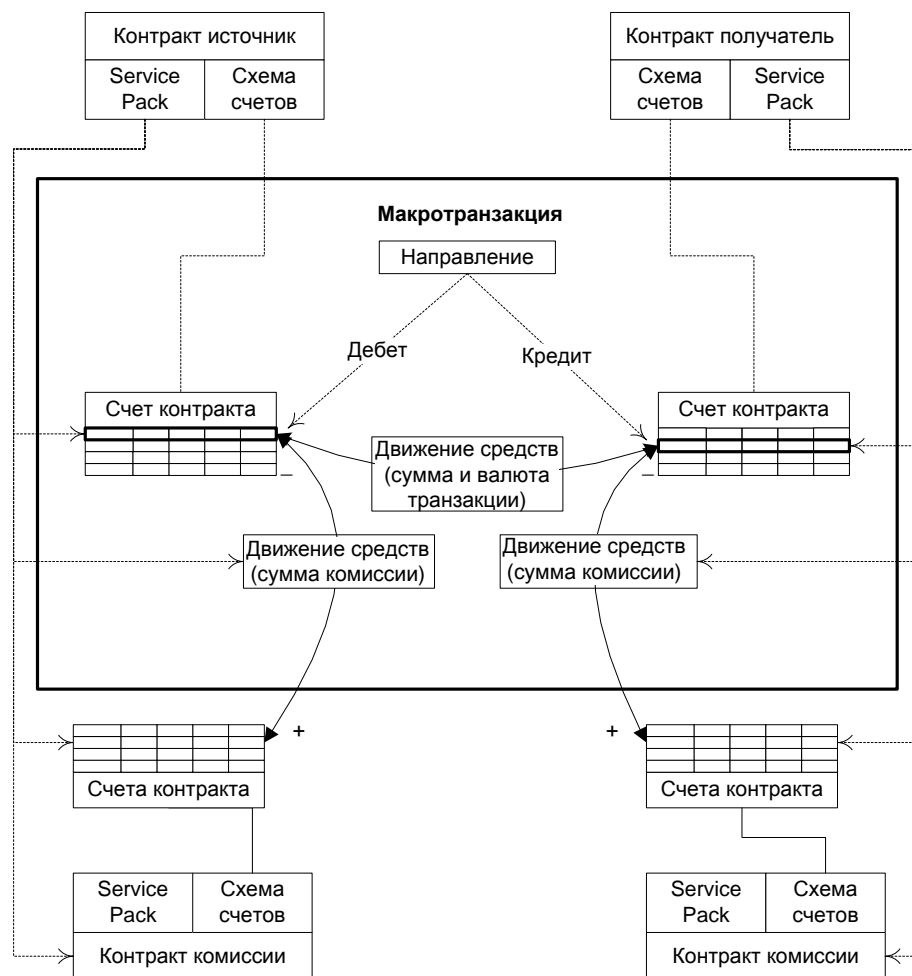 Контракт источник
Service
Pack
Схема
счетов
Контракт получатель
Схема
счетов
Service
Pack
Макротранзакция
Направление
Дебет
Кредит
Счет контракта
–
Счет контракта
–
Движение средств
(сумма и валюта
транзакции)
Движение средств
(сумма комиссии)
Движение средств
(сумма комиссии)
+
+
Счета контракта
Счета контракта
Service
Pack
Схема
счетов
Контракт комиссии
Service
Pack
Схема
счетов
Контракт комиссии